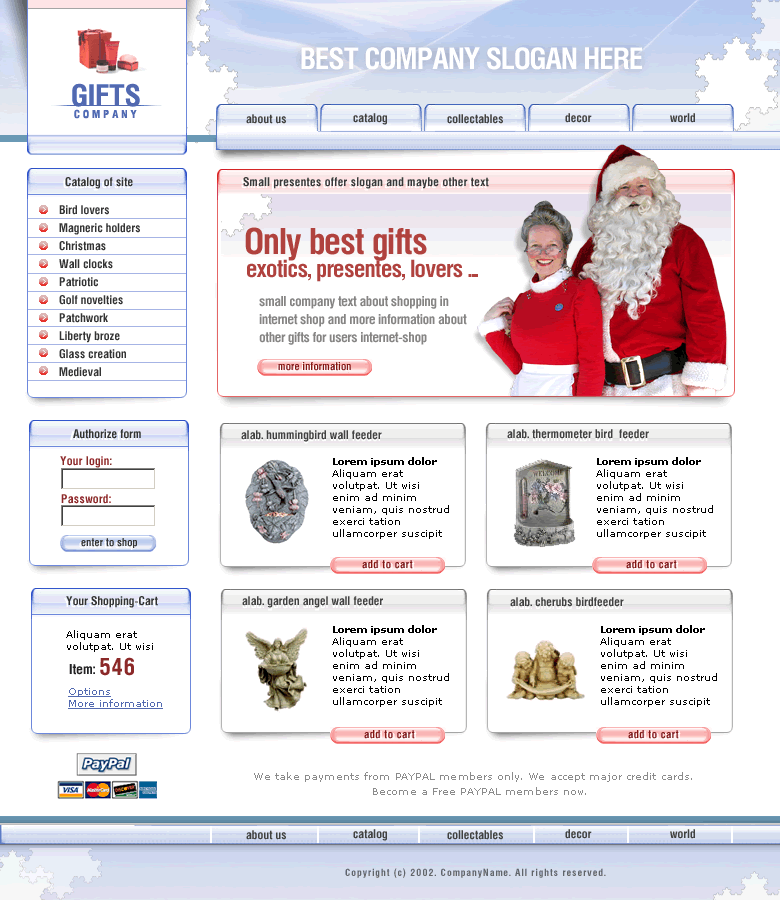 BEST COMPANY SLOGAN HERE
GIFTS
COMPANY
about us
catalog
collectables
decor
world
Catalog of site
Bird lovers
Magneric holders
Christmas
Wall clocks
Patriotic
Golf novelties
Patchwork
Liberty broze
Glass creation
Medieval
Small presentes offer slogan and maybe other text
Only best gifts
exotics, presentes, lovers ...
small company text about shopping in
internet shop and more information about
other gifts for users internet-shop
more information
Authorize form
Your login:
Password:
enter to shop
alab. hummingbird wall feeder
Lorem ipsum dolor
Aliquam erat
volutpat. Ut wisi
enim ad minim
veniam, quis nostrud
exerci tation
ullamcorper suscipit
add to cart
alab. thermometer bird feeder
WELCOME
Lorem ipsum dolor
Aliquam erat
volutpat. Ut wisi
enim ad minim
veniam, quis nostrud
exerci tation
ullamcorper suscipit
add to cart
Your Shopping-Cart
Aliquam erat
volutpat. Ut wisi
Item: 546
Options
More information
alab. garden angel wall feeder
Lorem ipsum dolor
Aliquam erat
volutpat. Ut wisi
enim ad minim
veniam, quis nostrud
exerci tation
ullamcorper suscipit
add to cart
alab. cherubs birdfeeder
Lorem ipsum dolor
Aliquam erat
volutpat. Ut wisi
enim ad minim
veniam, quis nostrud
exerci tation
ullamcorper suscipit
add to cart
PayPal
VISA
MasterCard
DISCOVER
We take payments from PAYPAL members only. We accept major credit cards.
Become a Free PAYPAL members now.
about us
catalog
collectables
decor
world
Copyright (c) 2002. CompanyName. All rights reserved.